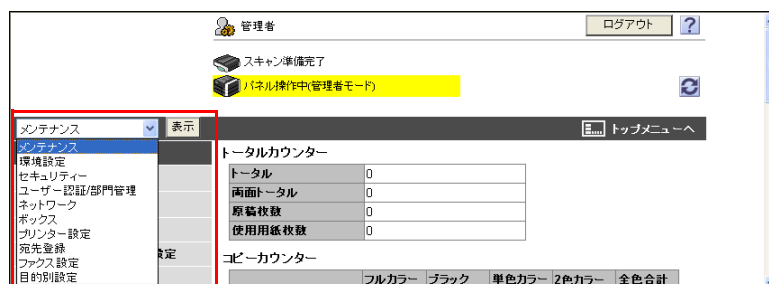 管理者
ログアウト
?
スキャン準備完了
パネル操作中(管理者モード)
メンテナンス
表示
トップメニューへ
メンテナンス
環境設定
セキュリティー
ユーザー認証/部門管理
ネットワーク
ボックス
プリンター設定
宛先登録
ファクス設定
目的別設定
定
トータルカウンター
トータル 0
両面トータル 0
原稿枚数 0
使用用紙枚数 0
コピーカウンター
フルカラー ブラック 単色カラー 2色カラー 全色合計